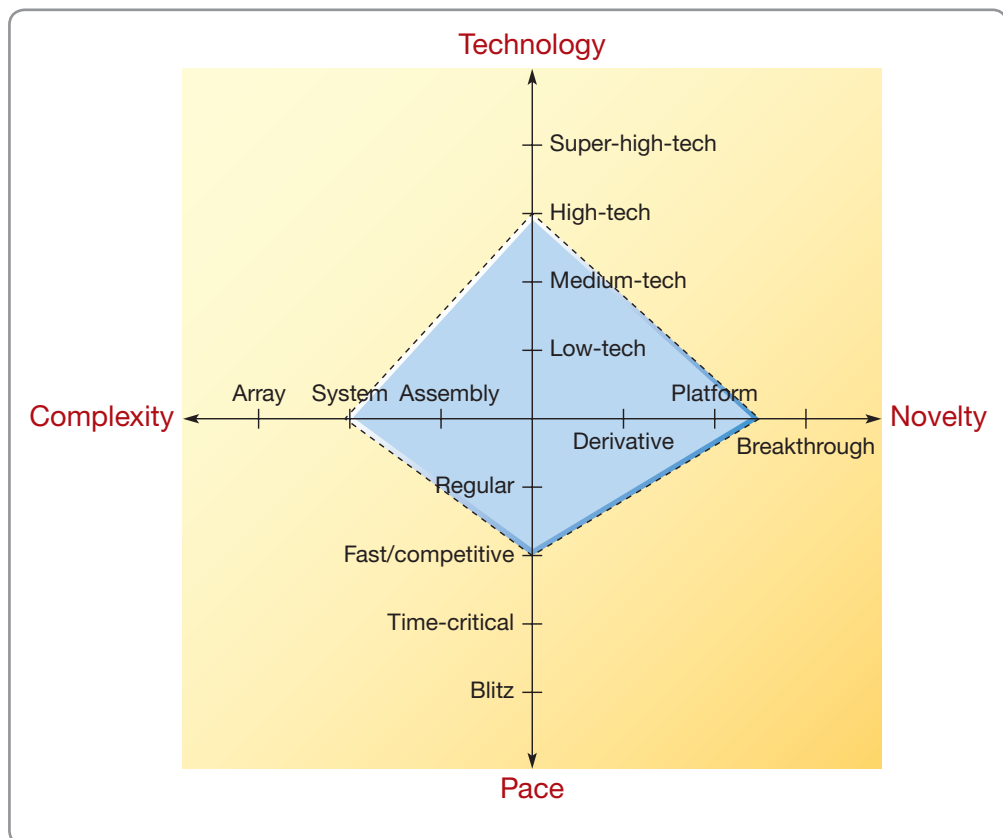 Technology
Super-high-tech
High-tech
Medium-tech
Low-tech
Array
System
Assembly
Platform
Complexity
Novelty
Derivative
Breakthrough
Regular
Fast/competitive
Time-critical
Blitz
Pace